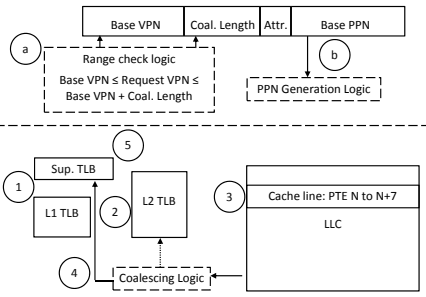 Base VPN Coal. Length Attr. Base PPN
a
Range check logic
Base VPN ≤ Request VPN ≤
Base VPN + Coal. Length
b
PPN Generation Logic
5
Sup. TLB
1
L1 TLB
2
L2 TLB
3
Cache line: PTE N to N+7
LLC
4
Coalescing Logic